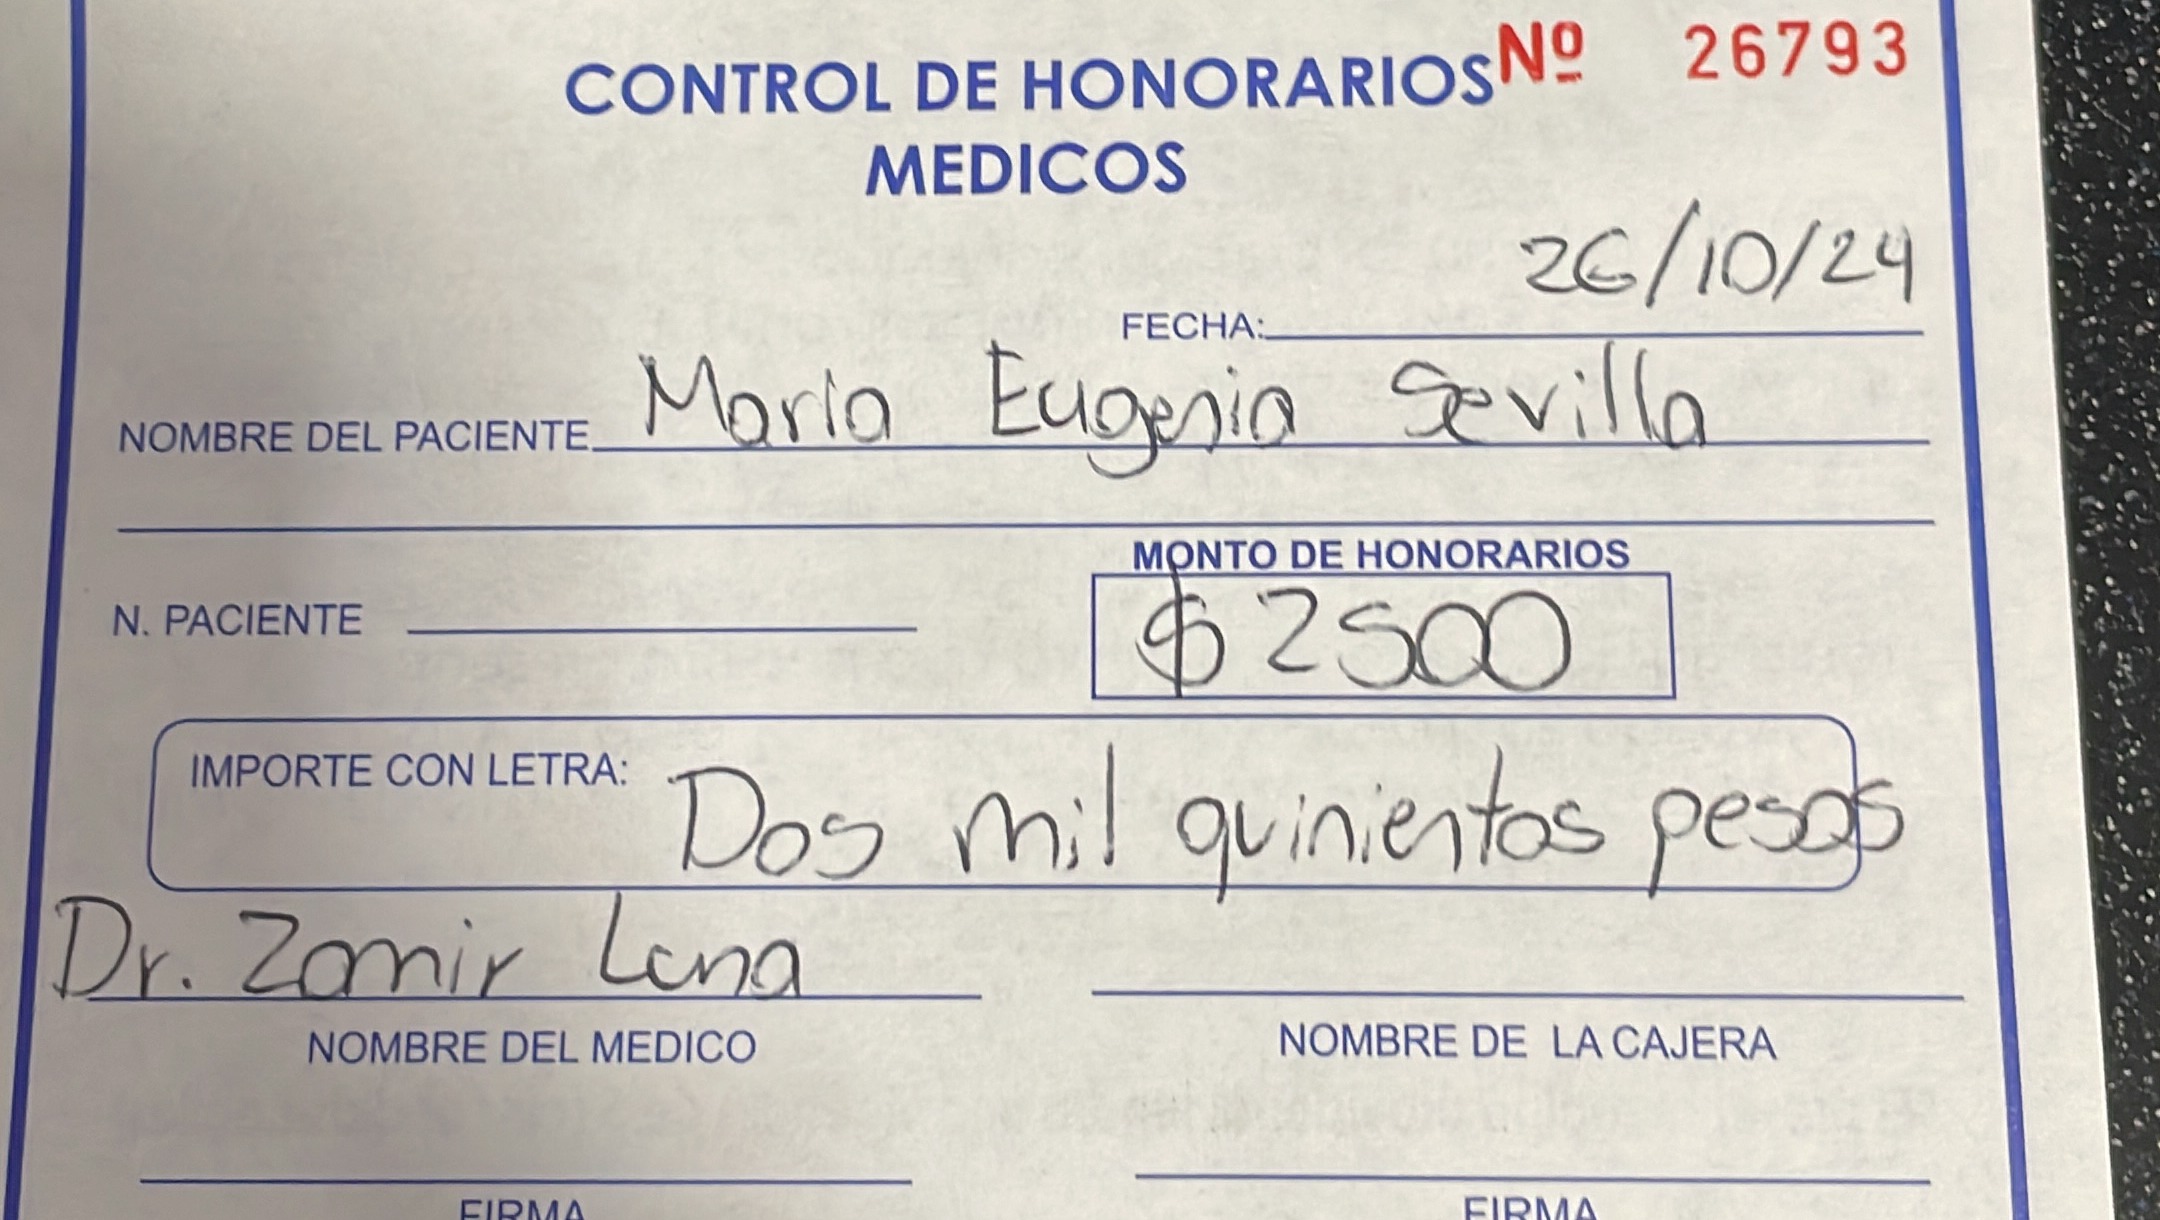 CONTROL DE HONORARIOS Nº 26793
MEDICOS
26/10/24
FECHA:
NOMBRE DEL PACIENTE Maria Eugenia Sevilla
MONTO DE HONORARIOS
N. PACIENTE $ 2500
IMPORTE CON LETRA: Dos mil quinientos pesos
Dr. Zamir Luna
NOMBRE DEL MEDICO NOMBRE DE LA CAJERA
FIRMA FIRMA